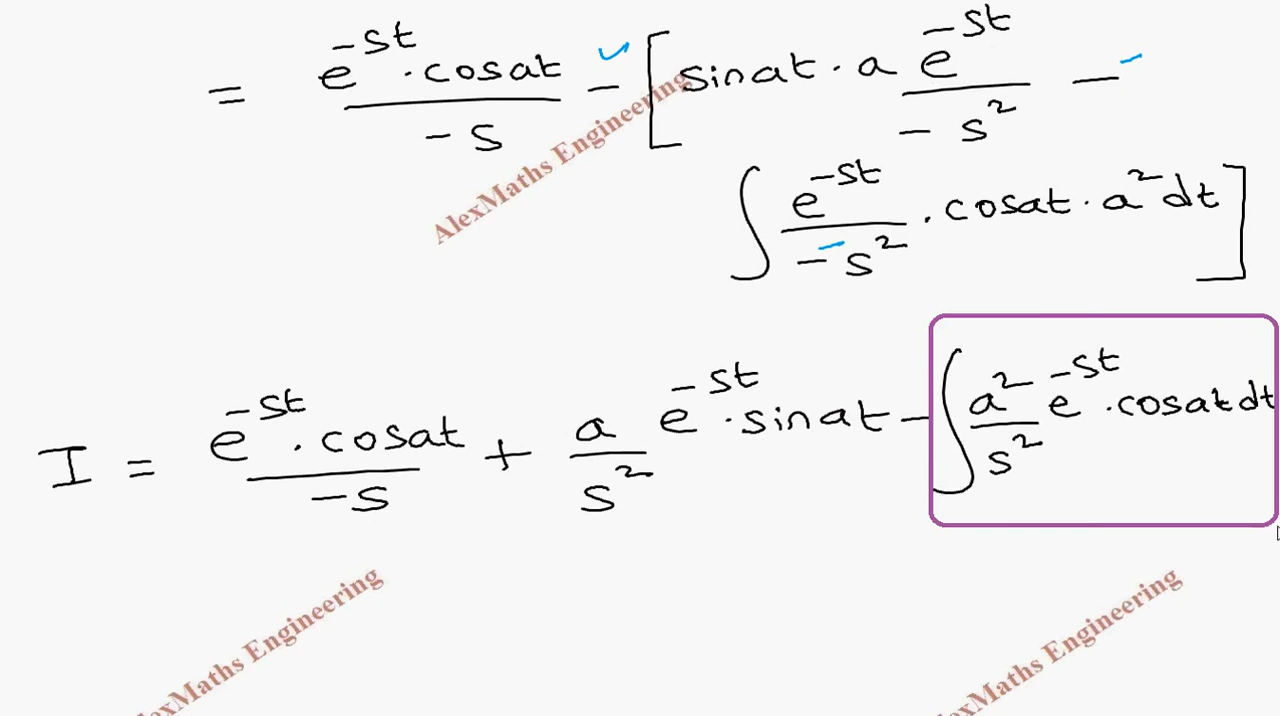 = e^{-st} · cosat / -s - [ sinat · a e^{-st} / -s² -
AlexMaths Engineering
∫ e^{-st} / -s² · cosat · a² dt ]
I = e^{-st} · cosat / -s + a / s² e^{-st} · sinat - ∫ a² / s² e^{-st} · cosat dt
AlexMaths Engineering
AlexMaths Engineering